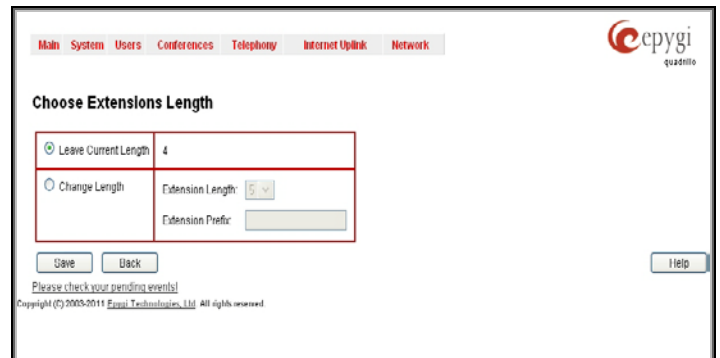 Main System Users Conferences Telephony Internet Uplink Network
epygi
quadrillo
Choose Extensions Length
Leave Current Length 4
Change Length Extension Length: 5
Extension Prefix:
Save Back Help
Please check your pending events!
Copyright (C) 2003-2011 Epygi Technologies, Ltd. All rights reserved.